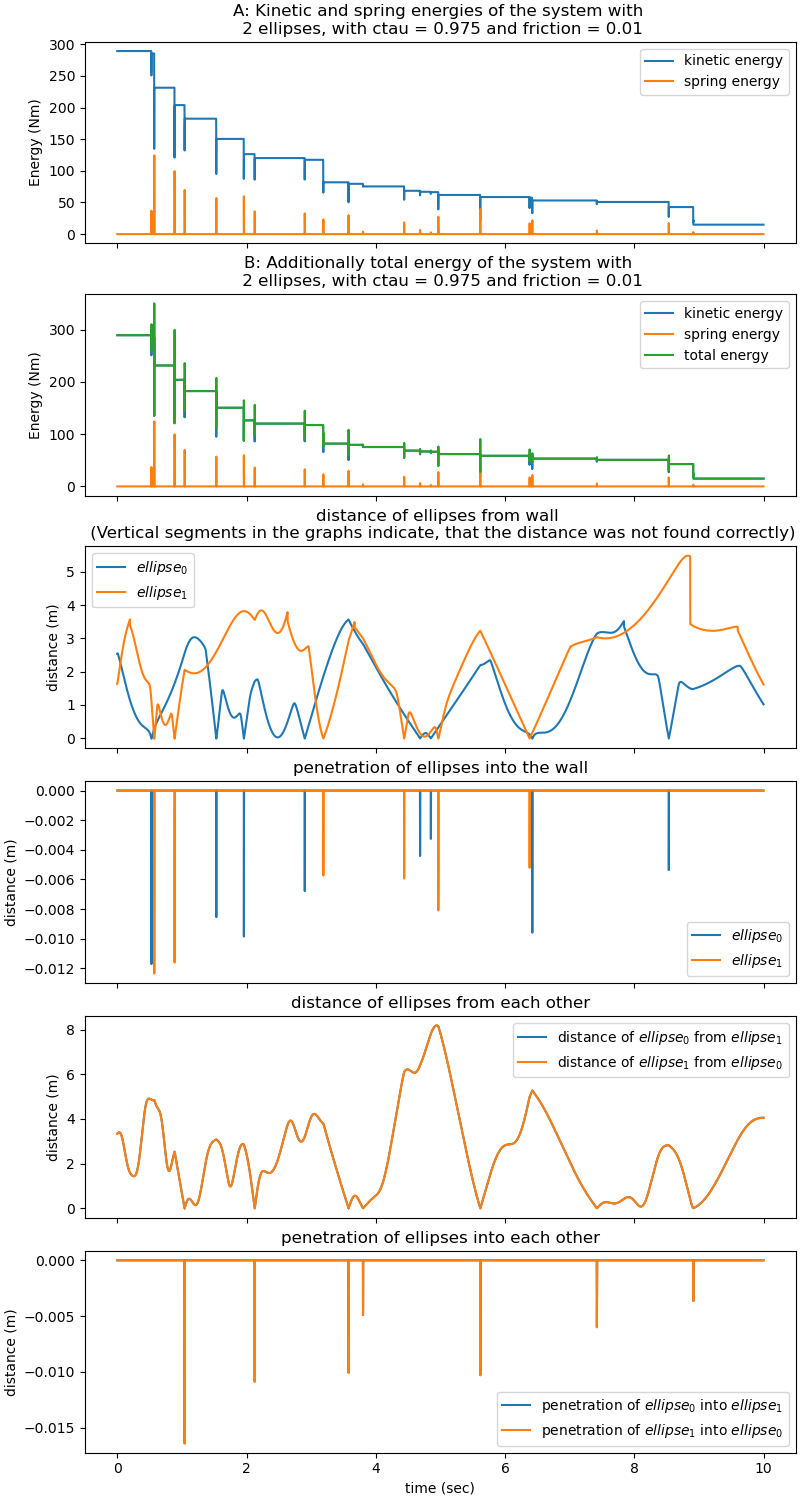 A: Kinetic and spring energies of the system with
2 ellipses, with ctau = 0.975 and friction = 0.01
300
250
200
150
100
50
0
Energy (Nm)
kinetic energy
spring energy
B: Additionally total energy of the system with
2 ellipses, with ctau = 0.975 and friction = 0.01
300
200
100
0
Energy (Nm)
kinetic energy
spring energy
total energy
distance of ellipses from wall
(Vertical segments in the graphs indicate, that the distance was not found correctly)
5
4
3
2
1
0
distance (m)
ellipse₀
ellipse₁
penetration of ellipses into the wall
0.000
−0.002
−0.004
−0.006
−0.008
−0.010
−0.012
distance (m)
ellipse₀
ellipse₁
distance of ellipses from each other
8
6
4
2
0
distance (m)
distance of ellipse₀ from ellipse₁
distance of ellipse₁ from ellipse₀
penetration of ellipses into each other
0.000
−0.005
−0.010
−0.015
distance (m)
penetration of ellipse₀ into ellipse₁
penetration of ellipse₁ into ellipse₀
0 2 4 6 8 10
time (sec)